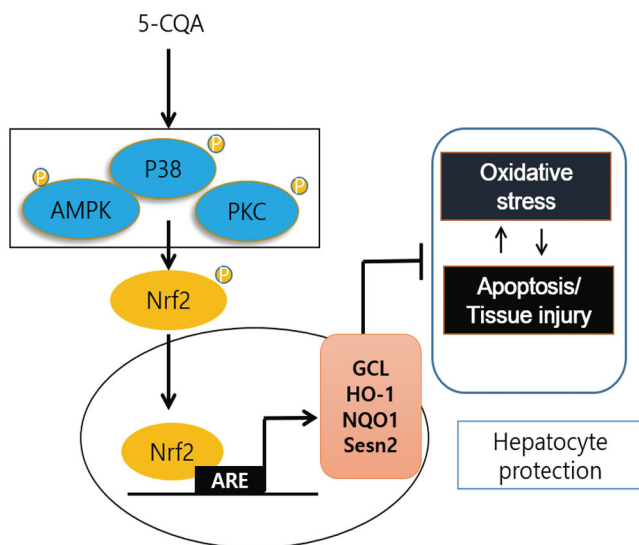 5-CQA
P
P38
P
AMPK
P
PKC
P
Nrf2
Nrf2
ARE
GCL
HO-1
NQO1
Sesn2
Oxidative
stress
Apoptosis/
Tissue injury
Hepatocyte
protection